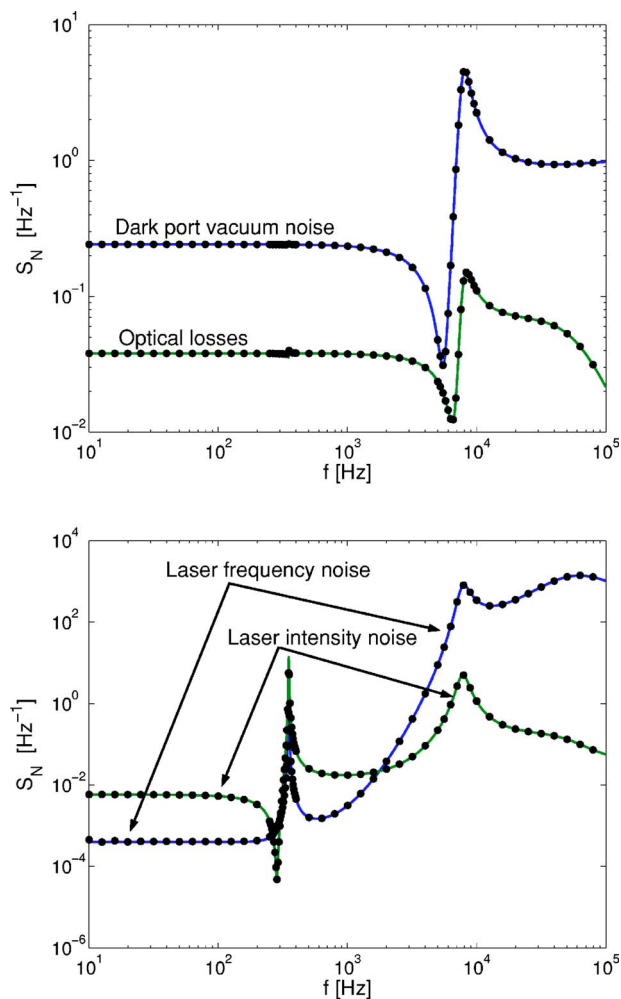 10^1
S_N [Hz^-1]
10^0
Dark port vacuum noise
10^-1
Optical losses
10^-2
10^1 10^2 10^3 10^4 10^5
f [Hz]
10^4
Laser frequency noise
10^2
Laser intensity noise
S_N [Hz^-1]
10^0
10^-2
10^-4
10^-6
10^1 10^2 10^3 10^4 10^5
f [Hz]